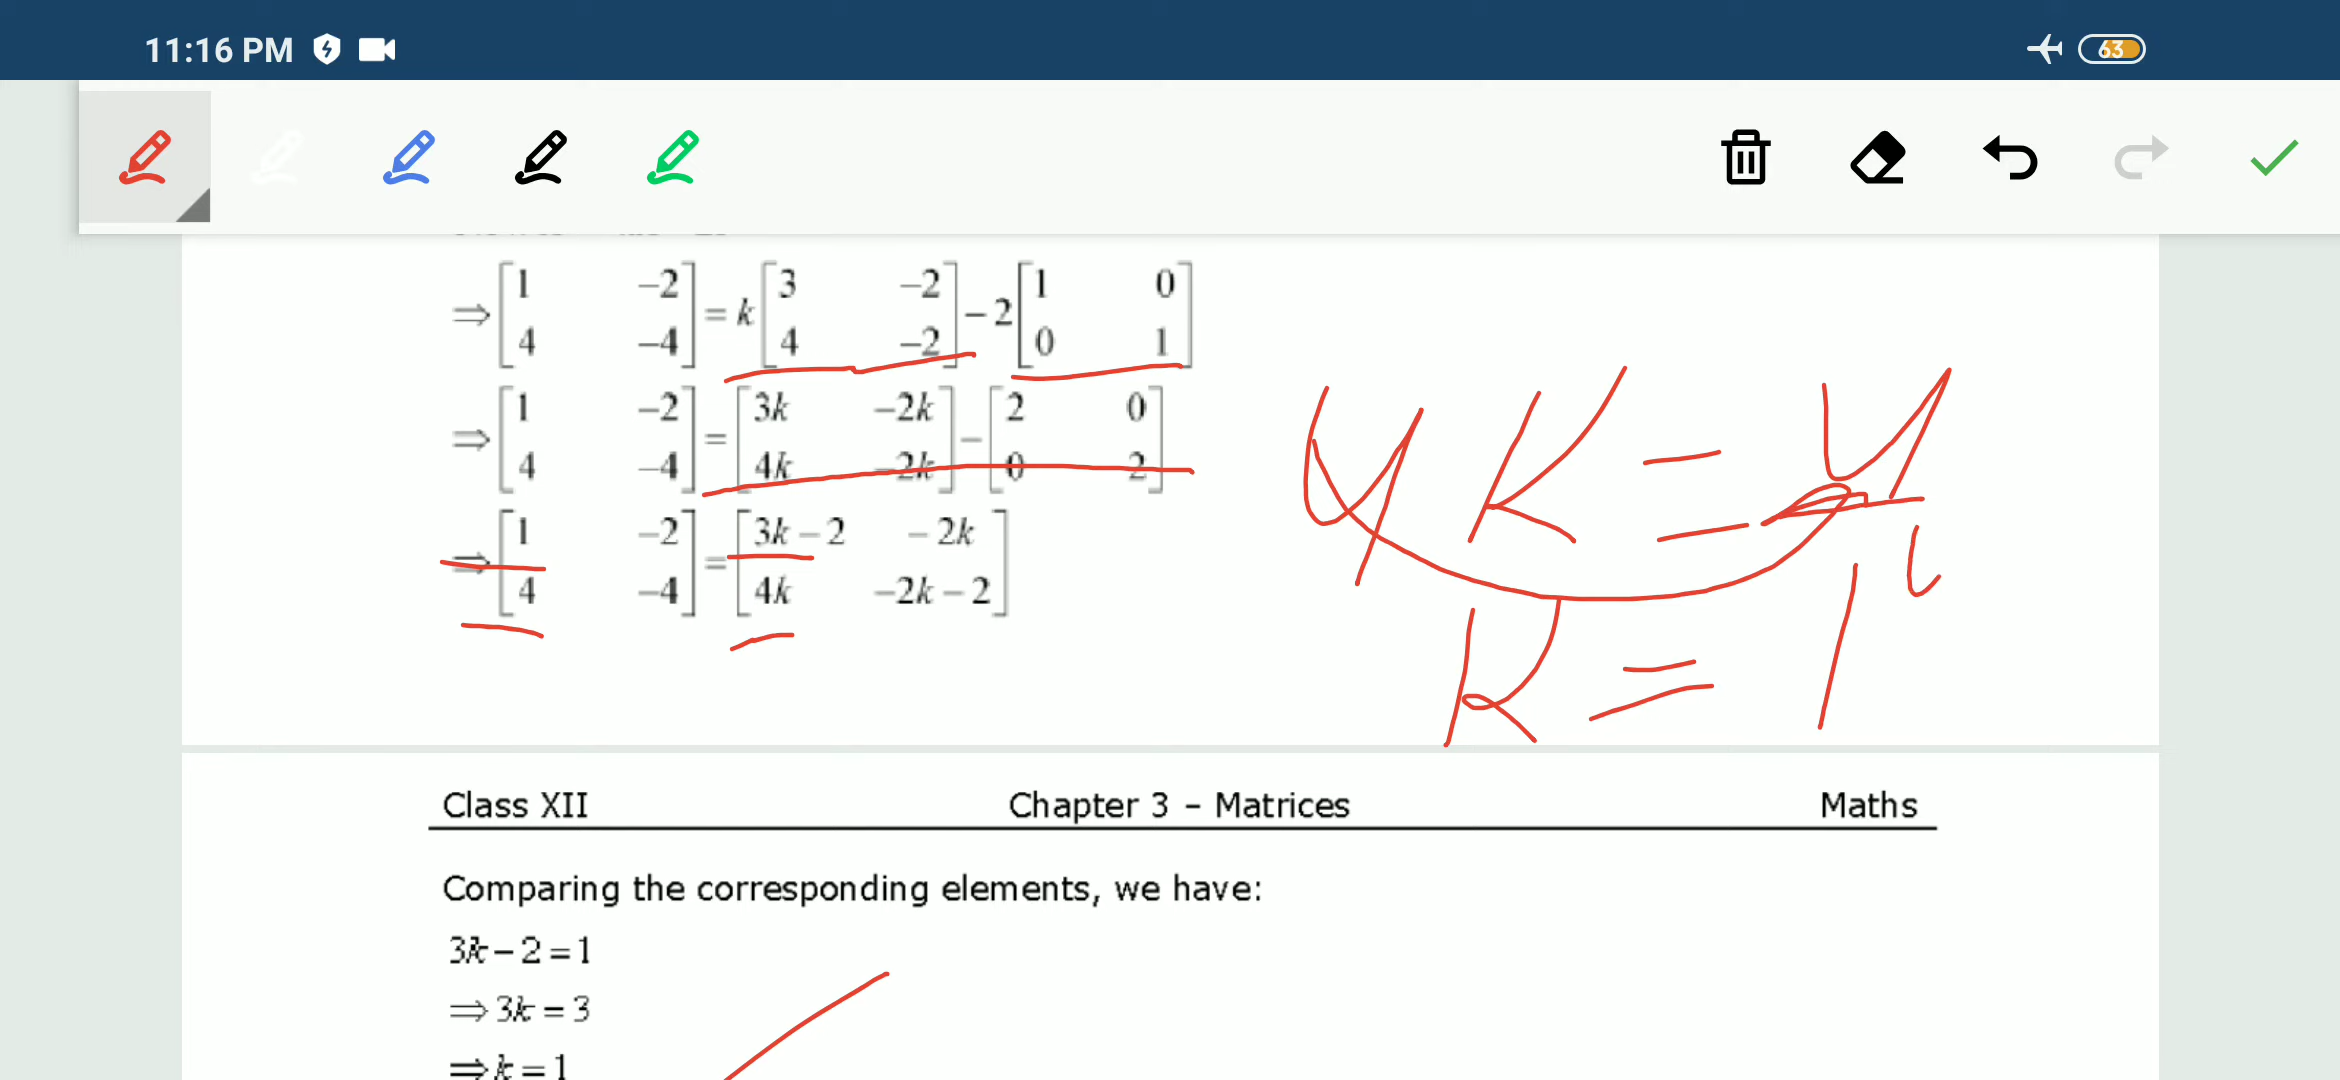 11:16 PM 63
⇒ [1 −2; 4 −4] = k [3 −2; 4 −2] − 2 [1 0; 0 1]
⇒ [1 −2; 4 −4] = [3k −2k; 4k −2k] − [2 0; 0 2]
⇒ [1 −2; 4 −4] = [3k − 2 − 2k; 4k −2k − 2]
4K = 4
4
K = 1
Class XII Chapter 3 – Matrices Maths
Comparing the corresponding elements, we have:
3k − 2 = 1
⇒ 3k = 3
⇒ k = 1